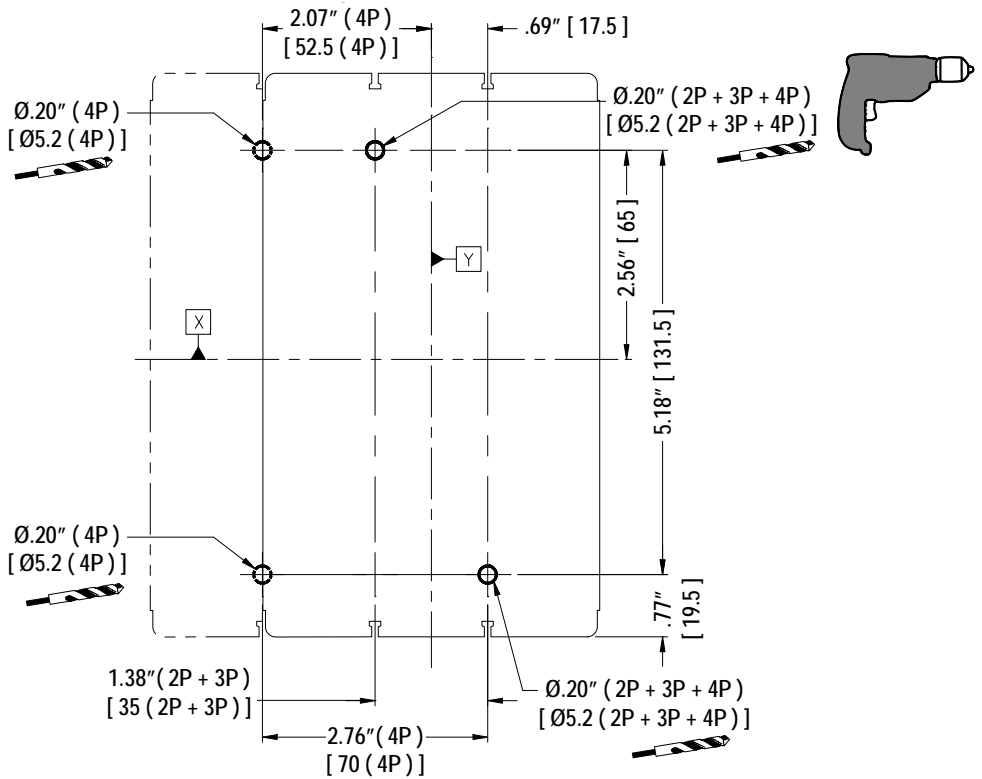 2.07" (4P)
[ 52.5 (4P) ]
.69" [ 17.5 ]
Ø.20" (4P)
[ Ø5.2 (4P) ]
Ø.20" (2P + 3P + 4P)
[ Ø5.2 (2P + 3P + 4P) ]
2.56" [ 65 ]
Y
X
5.18" [ 131.5 ]
Ø.20" (4P)
[ Ø5.2 (4P) ]
.77"
[ 19.5 ]
1.38" (2P + 3P)
[ 35 (2P + 3P) ]
Ø.20" (2P + 3P + 4P)
[ Ø5.2 (2P + 3P + 4P) ]
2.76" (4P)
[ 70 (4P) ]